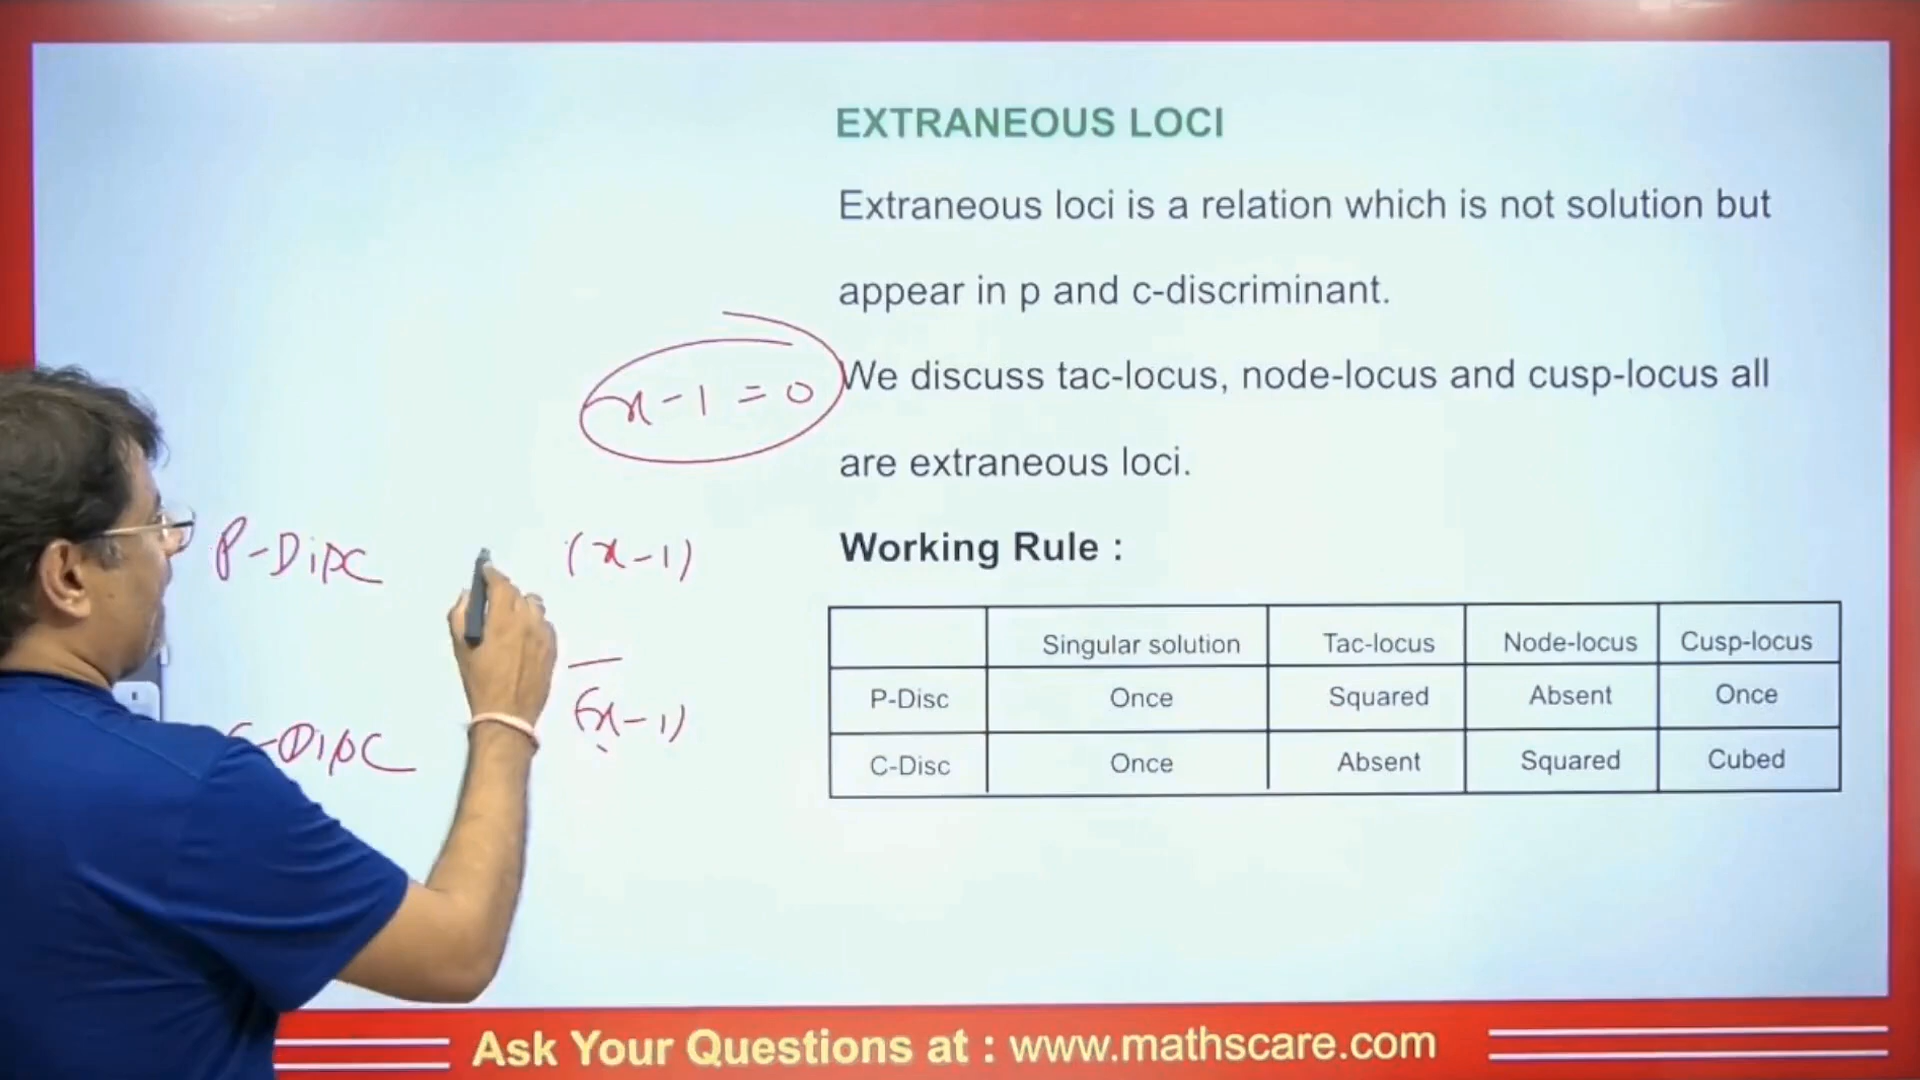 EXTRANEOUS LOCI
Extraneous loci is a relation which is not solution but
appear in p and c-discriminant.
We discuss tac-locus, node-locus and cusp-locus all
are extraneous loci.
x-1=0
P-Disc (x-1)
C-Disc (x-1)
Working Rule :
Singular solution Tac-locus Node-locus Cusp-locus
P-Disc Once Squared Absent Once
C-Disc Once Absent Squared Cubed
Ask Your Questions at : www.mathscare.com